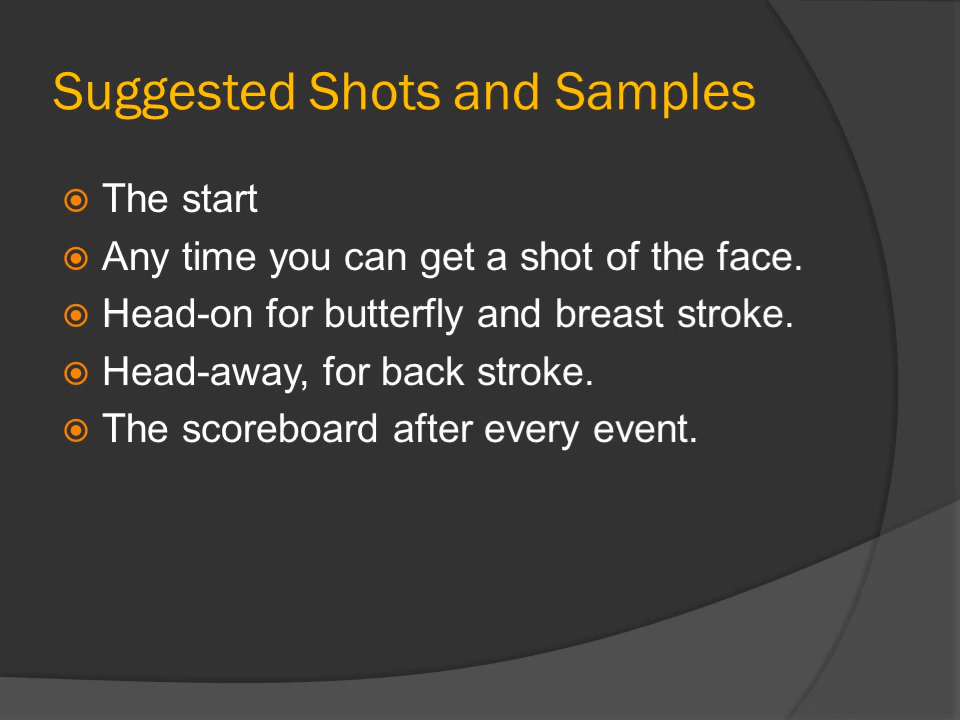 Suggested Shots and Samples
The start
Any time you can get a shot of the face.
Head-on for butterfly and breast stroke.
Head-away, for back stroke.
The scoreboard after every event.